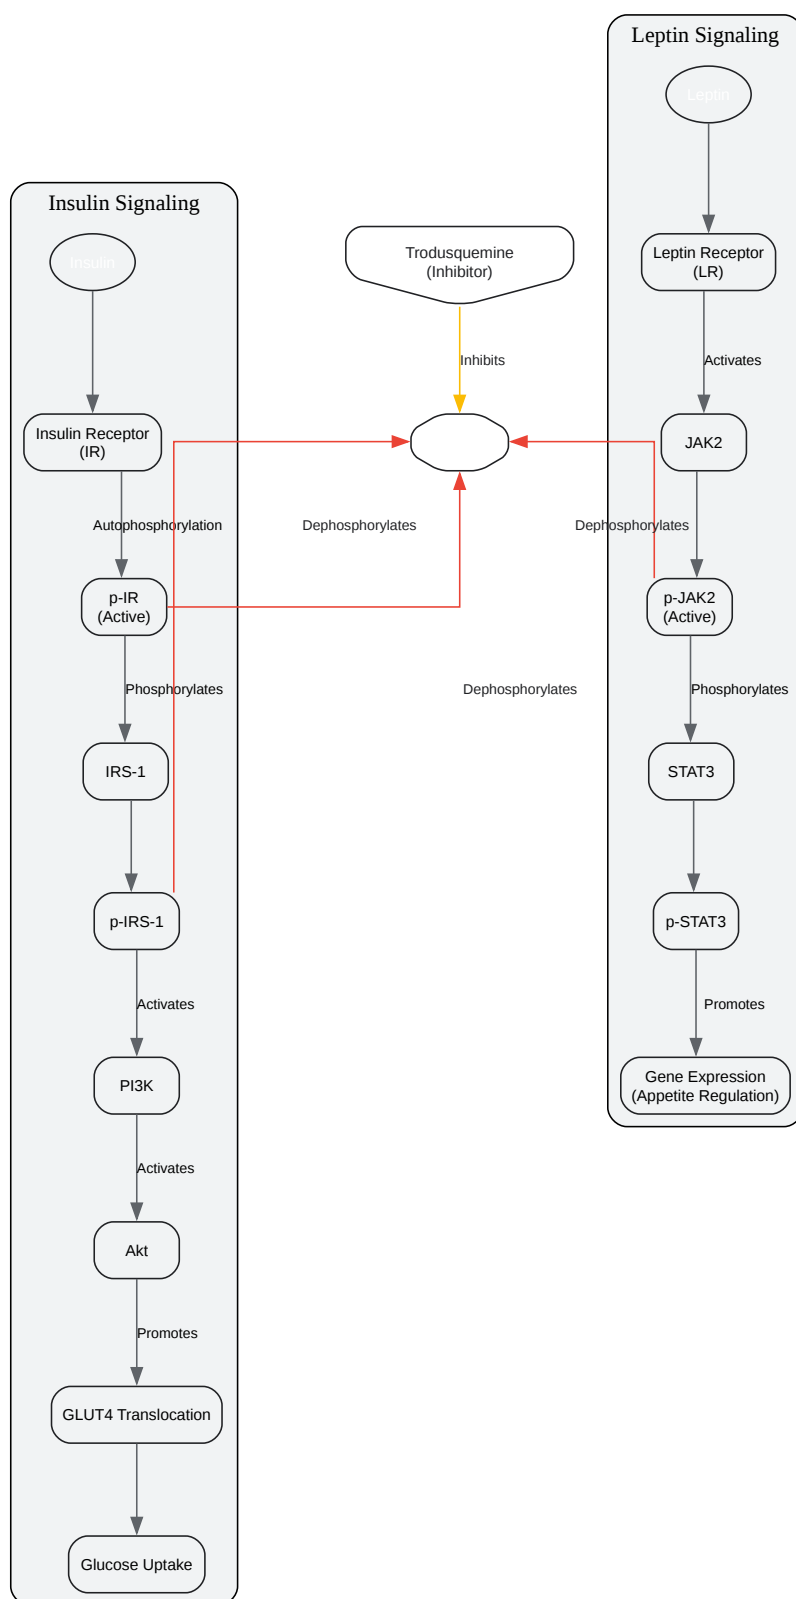 Leptin Signaling
Leptin
Insulin Signaling
Insulin
Trodusquemine
(Inhibitor)
Leptin Receptor
(LR)
Inhibits
Activates
Insulin Receptor
(IR)
JAK2
Autophosphorylation
Dephosphorylates
Dephosphorylates
p-IR
(Active)
p-JAK2
(Active)
Phosphorylates
Dephosphorylates
Phosphorylates
IRS-1
STAT3
p-IRS-1
p-STAT3
Activates
Promotes
PI3K
Gene Expression
(Appetite Regulation)
Activates
Akt
Promotes
GLUT4 Translocation
Glucose Uptake